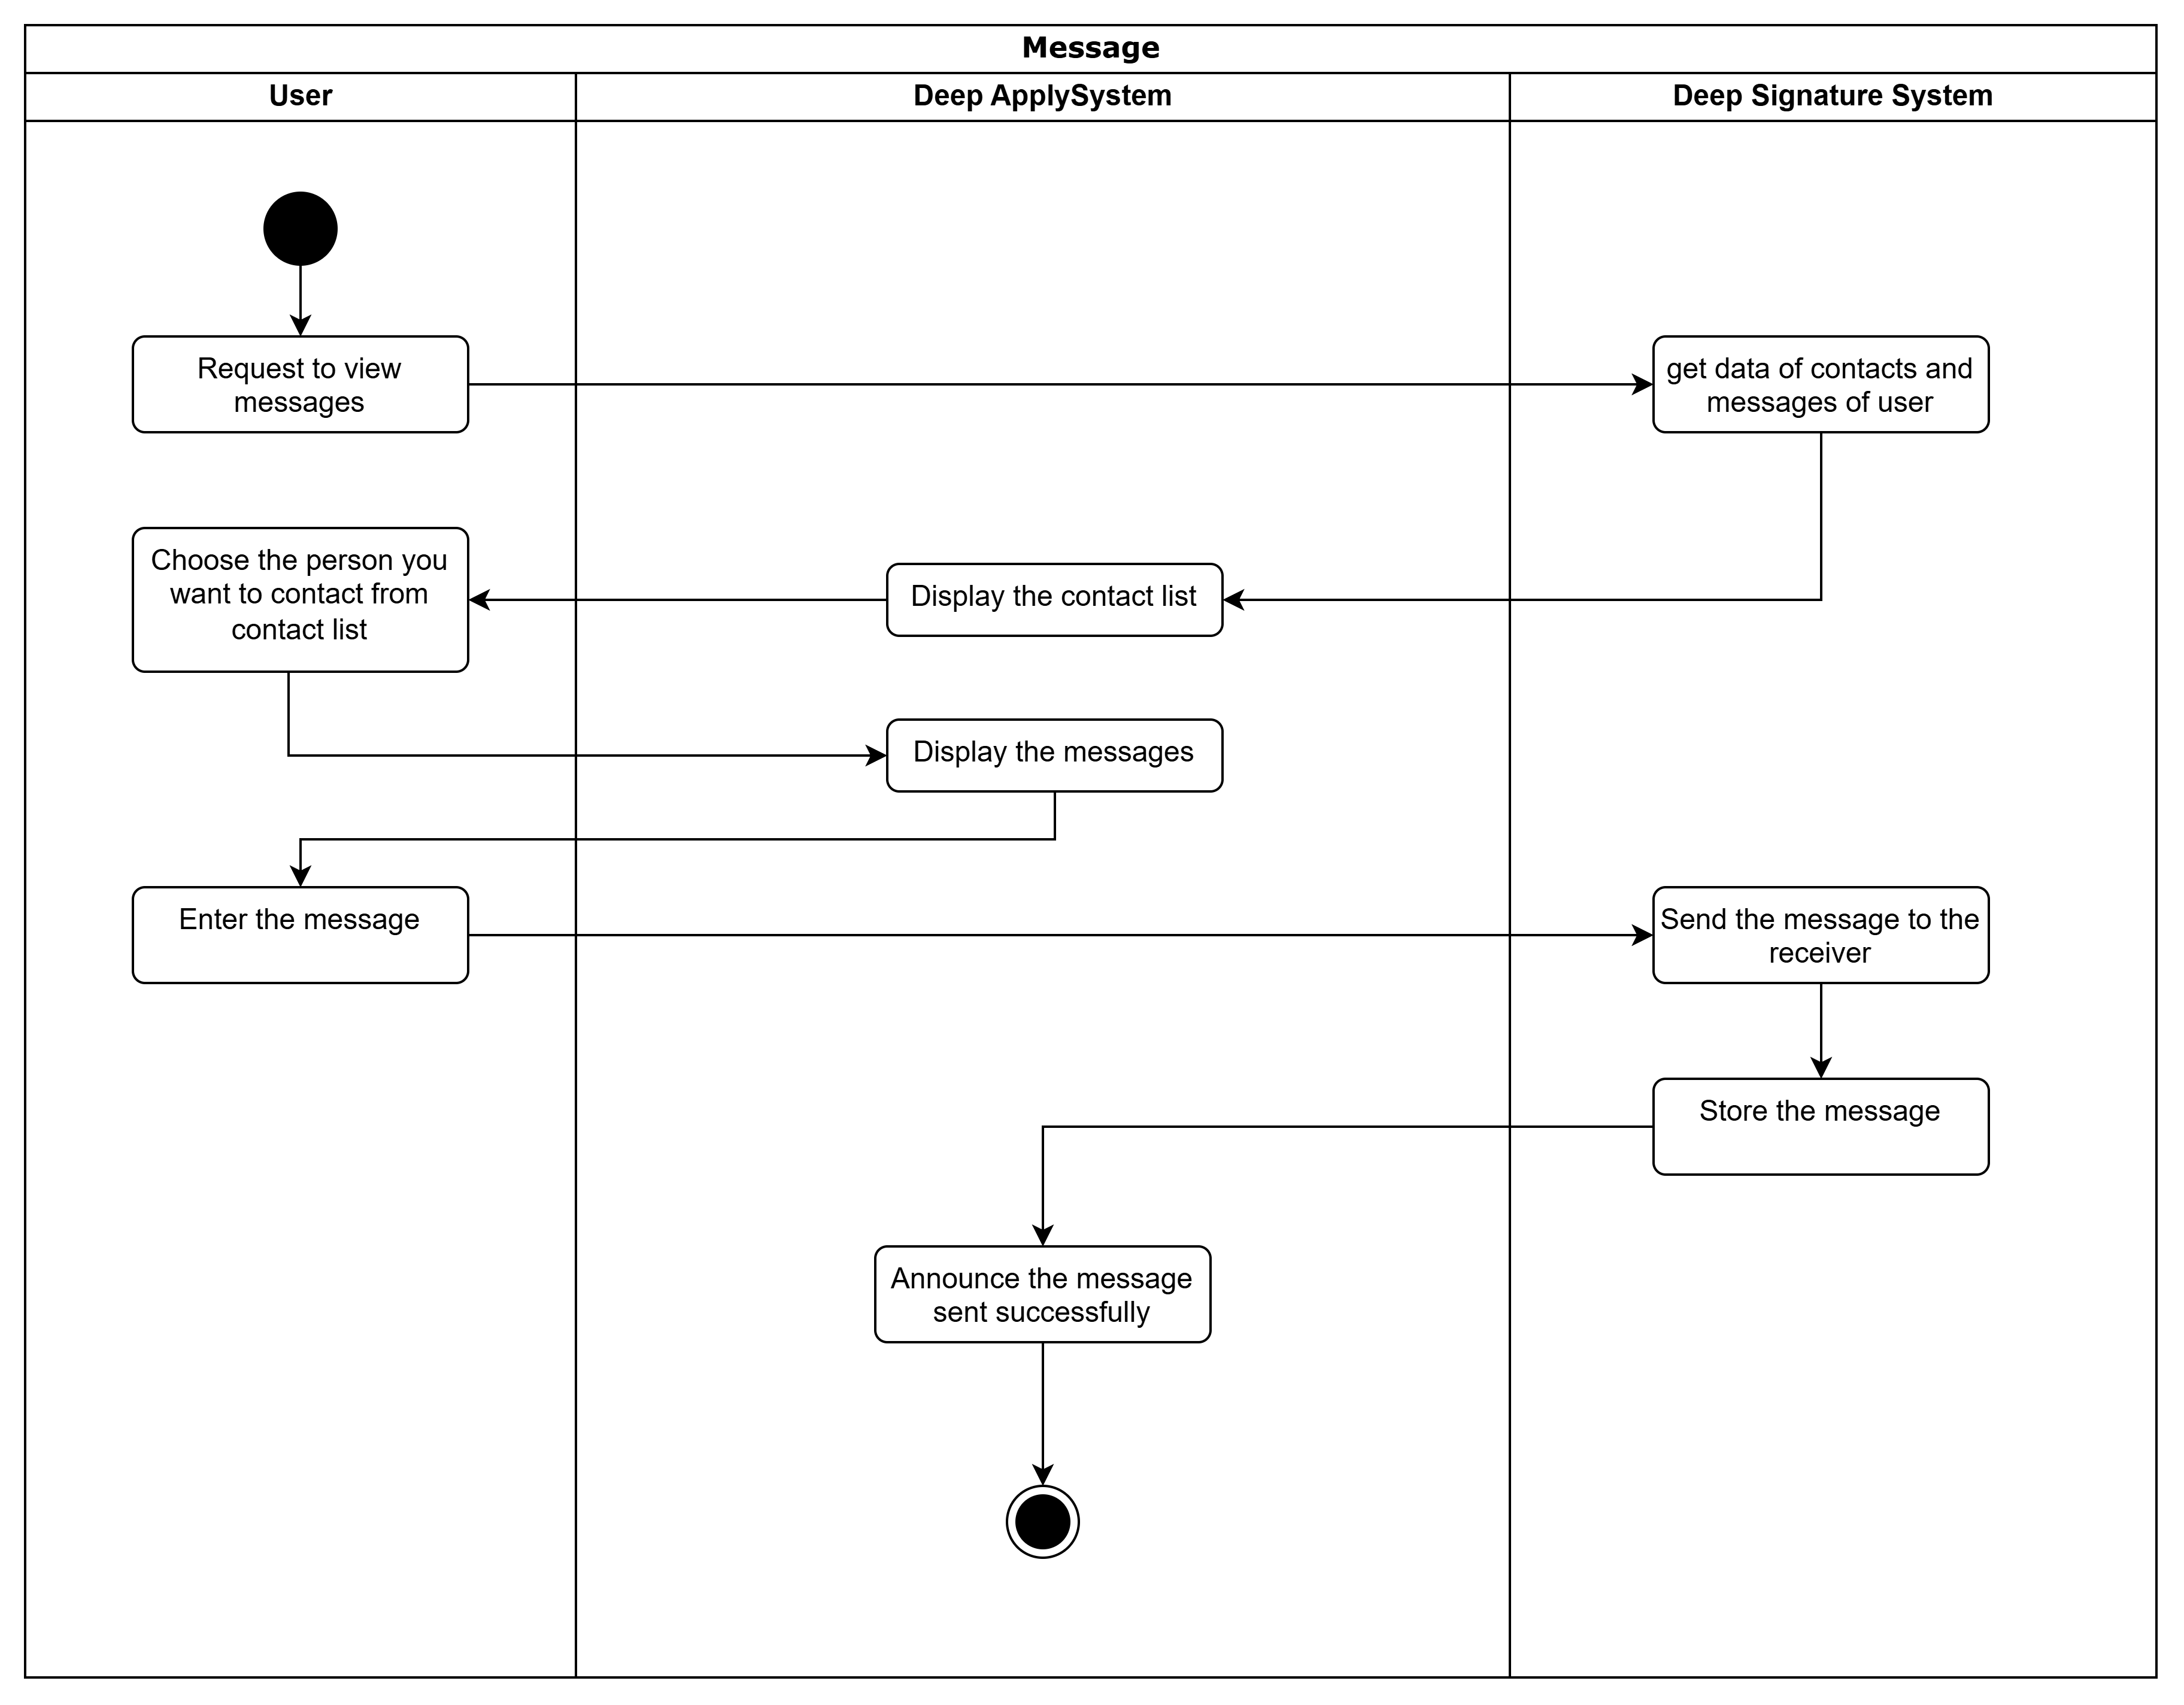 Message
User
Deep ApplySystem
Deep Signature System
Request to view
messages
get data of contacts and
messages of user
Choose the person you
want to contact from
contact list
Display the contact list
Display the messages
Enter the message
Send the message to the
receiver
Store the message
Announce the message
sent successfully